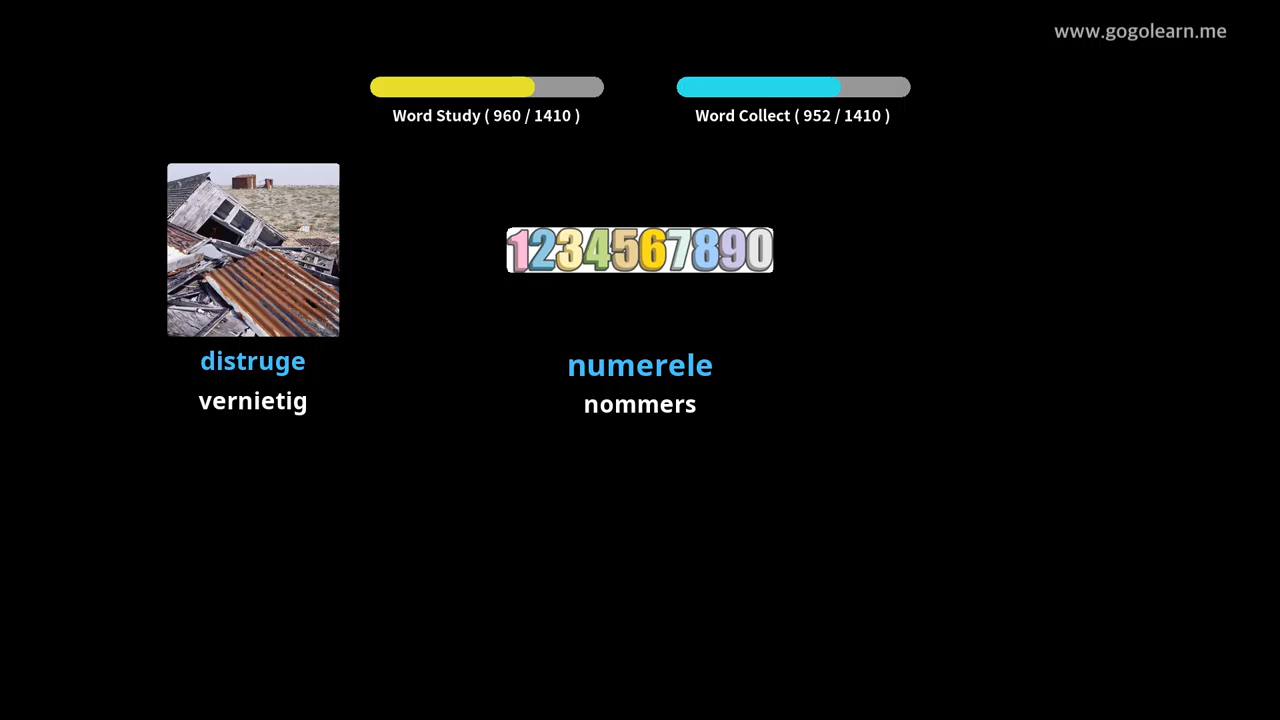 www.gogolearn.me
Word Study ( 960 / 1410 )
Word Collect ( 952 / 1410 )
1234567890
distruge
vernietig
numerele
nommers